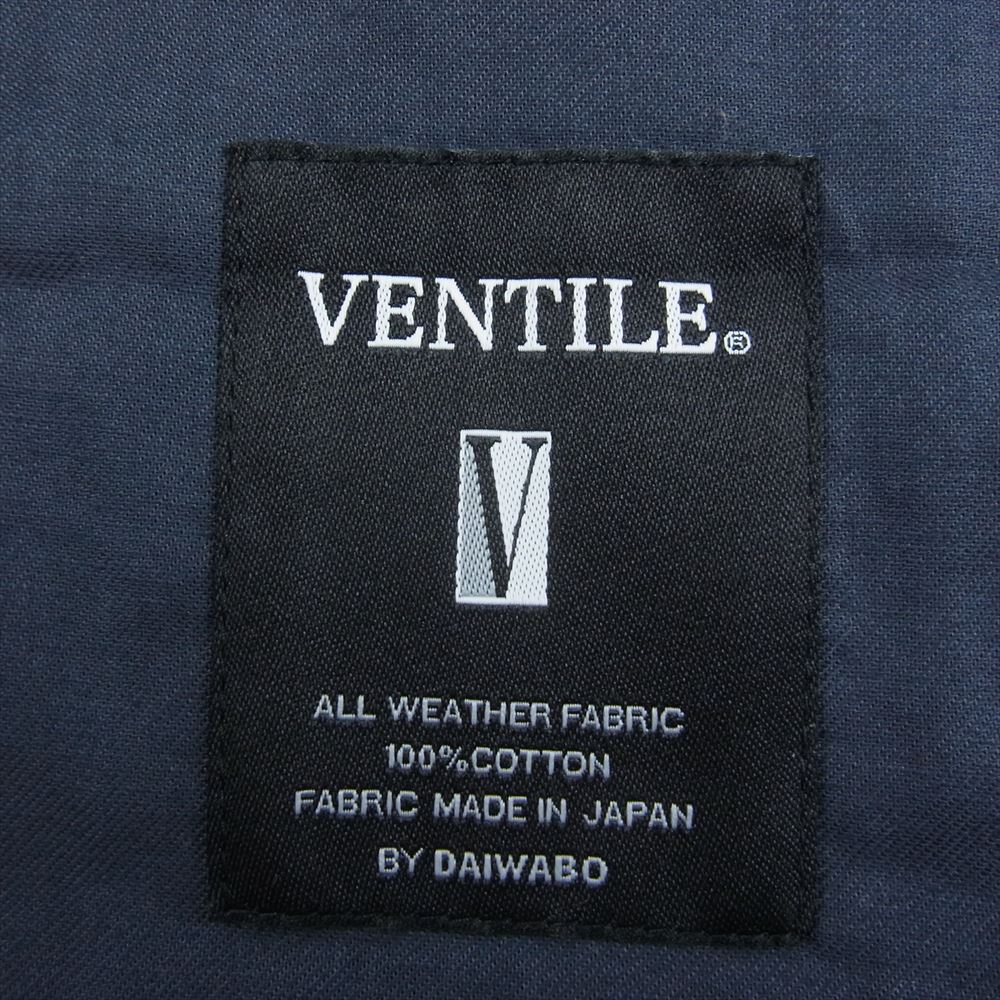 VENTILE®
V
ALL WEATHER FABRIC
100%COTTON
FABRIC MADE IN JAPAN
BY DAIWABO